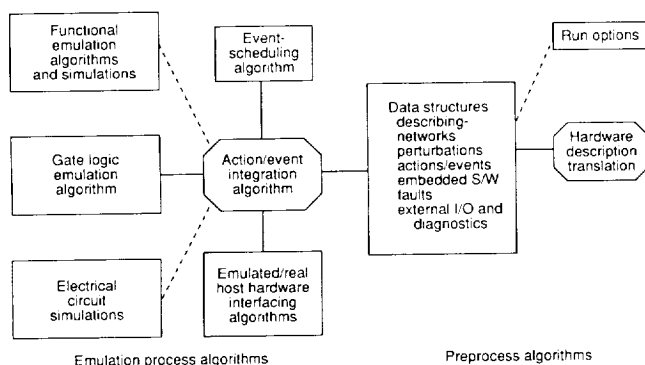 Functional
emulation
algorithms
and simulations
Event-
scheduling
algorithm
Run options
Gate logic
emulation
algorithm
Action/event
integration
algorithm
Data structures
describing-
networks
perturbations
actions/events
embedded S/W
faults
external I/O and
diagnostics
Hardware
description
translation
Electrical
circuit
simulations
Emulated/real
host hardware
interfacing
algorithms
Emulation process algorithms
Preprocess algorithms